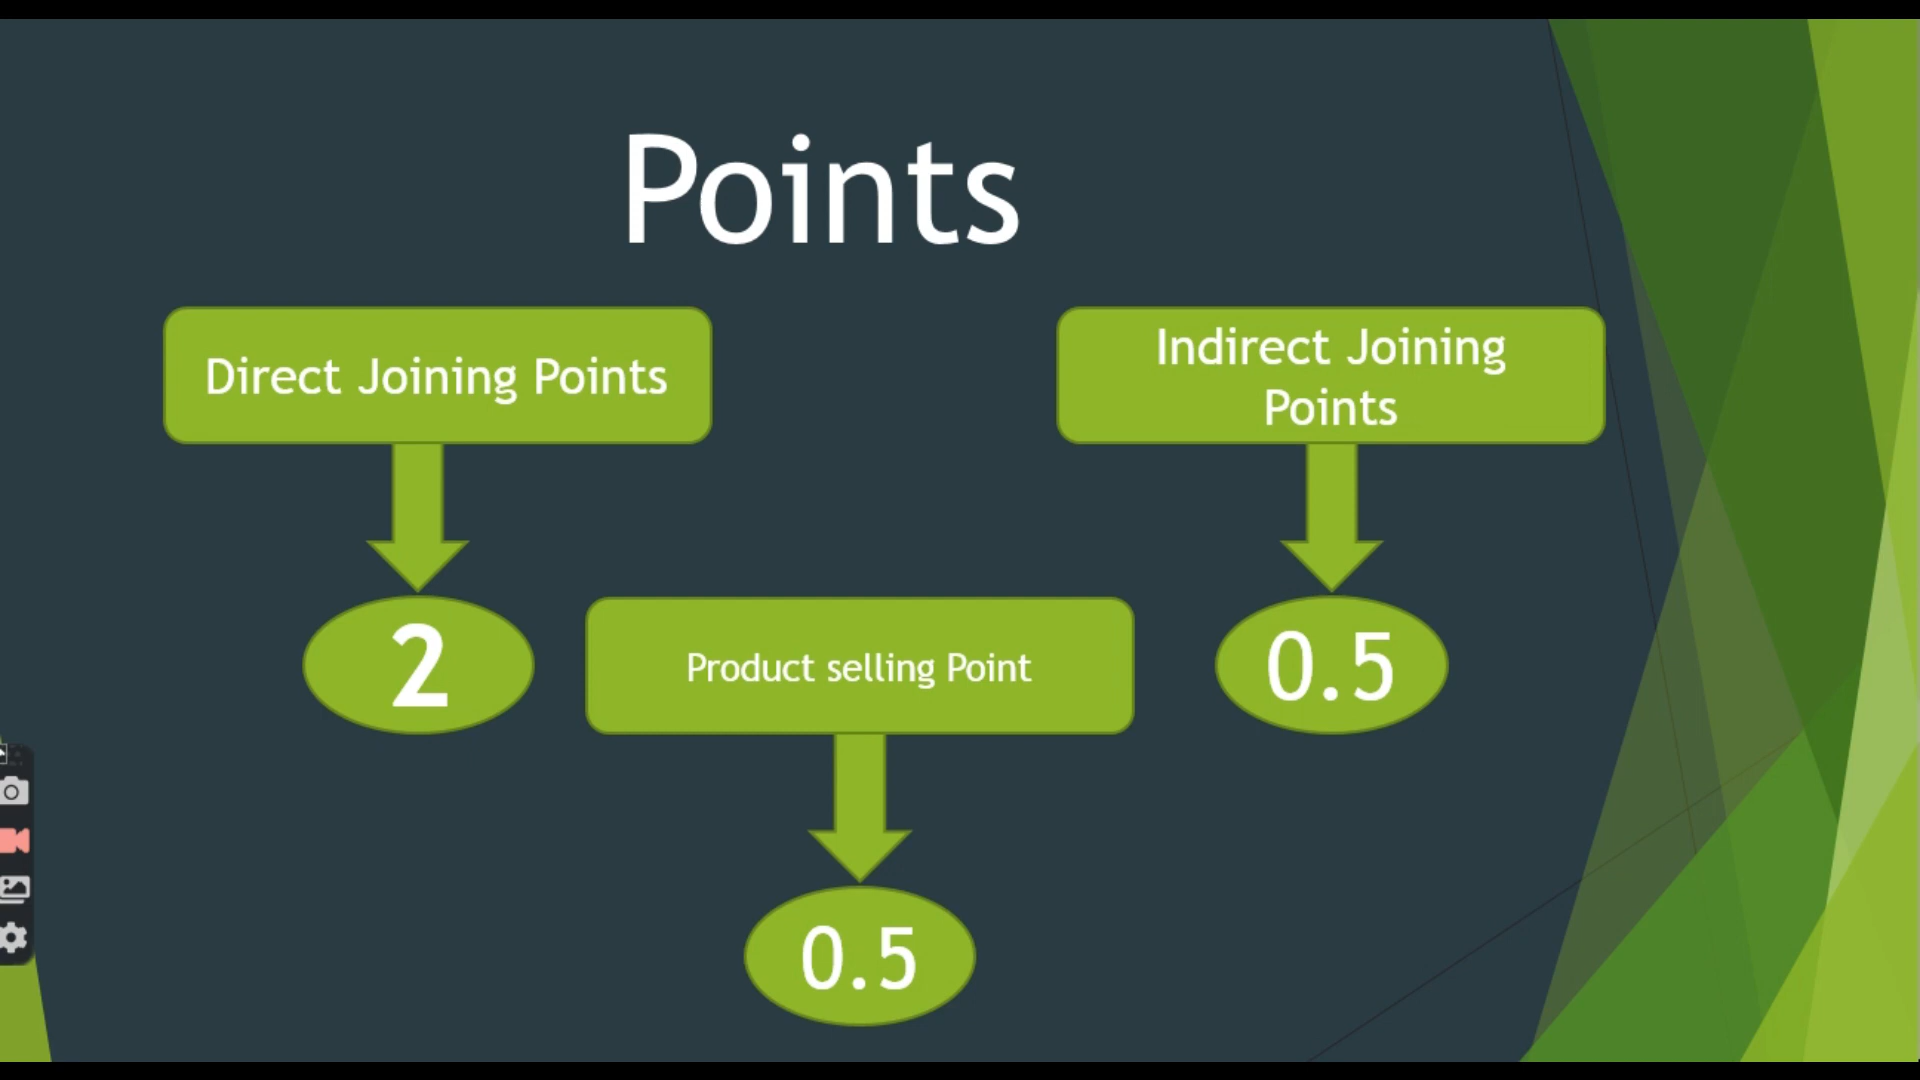 Points
Direct Joining Points
Indirect Joining
Points
2
Product selling Point
0.5
0.5